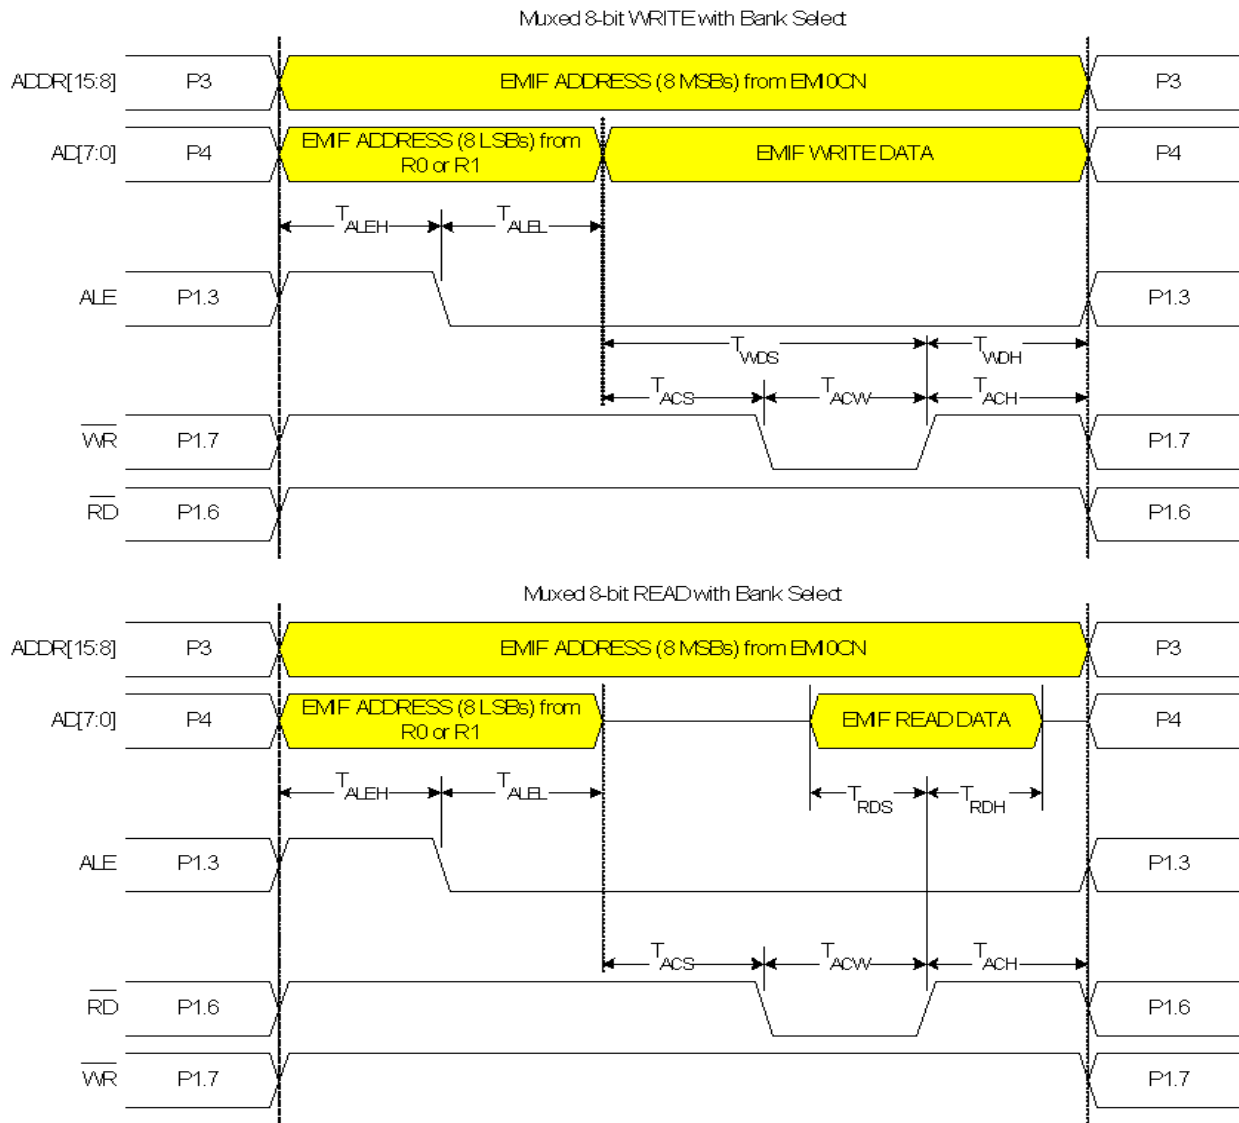 Muxed 8-bit WRITE with Bank Select
ADDR[15:8] P3 EMIF ADDRESS (8 MSBs) from EMI0CN P3
AD[7:0] P4 EMIF ADDRESS (8 LSBs) from R0 or R1 EMIF WRITE DATA P4
TALEH TALEL
ALE P1.3 P1.3
TWDS TWDH
TACS TACW TACH
WR P1.7 P1.7
RD P1.6 P1.6
Muxed 8-bit READ with Bank Select
ADDR[15:8] P3 EMIF ADDRESS (8 MSBs) from EMI0CN P3
AD[7:0] P4 EMIF ADDRESS (8 LSBs) from R0 or R1 EMIF READ DATA P4
TALEH TALEL TRDS TRDH
ALE P1.3 P1.3
TACS TACW TACH
RD P1.6 P1.6
WR P1.7 P1.7